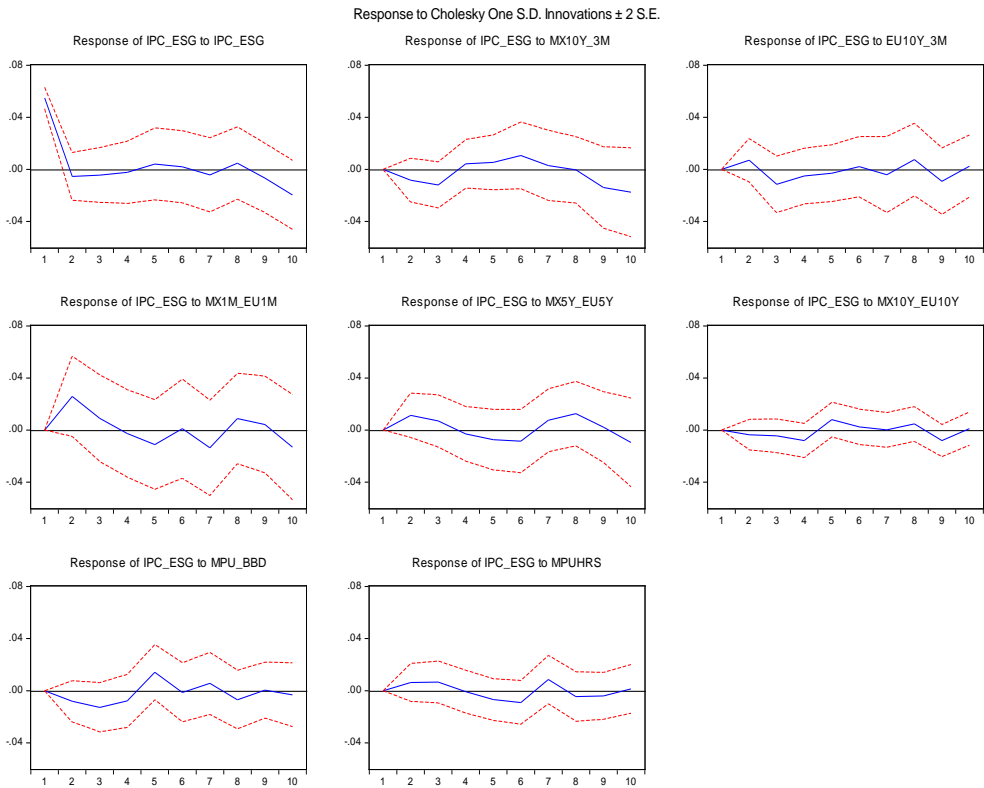 Response to Cholesky One S.D. Innovations ± 2 S.E.
Response of IPC_ESG to IPC_ESG
.08
.04
.00
-.04
1 2 3 4 5 6 7 8 9 10
Response of IPC_ESG to MX10Y_3M
.08
.04
.00
-.04
1 2 3 4 5 6 7 8 9 10
Response of IPC_ESG to EU10Y_3M
.08
.04
.00
-.04
1 2 3 4 5 6 7 8 9 10
Response of IPC_ESG to MX1M_EU1M
.08
.04
.00
-.04
1 2 3 4 5 6 7 8 9 10
Response of IPC_ESG to MX5Y_EU5Y
.08
.04
.00
-.04
1 2 3 4 5 6 7 8 9 10
Response of IPC_ESG to MX10Y_EU10Y
.08
.04
.00
-.04
1 2 3 4 5 6 7 8 9 10
Response of IPC_ESG to MPU_BBD
.08
.04
.00
-.04
1 2 3 4 5 6 7 8 9 10
Response of IPC_ESG to MPUHRS
.08
.04
.00
-.04
1 2 3 4 5 6 7 8 9 10